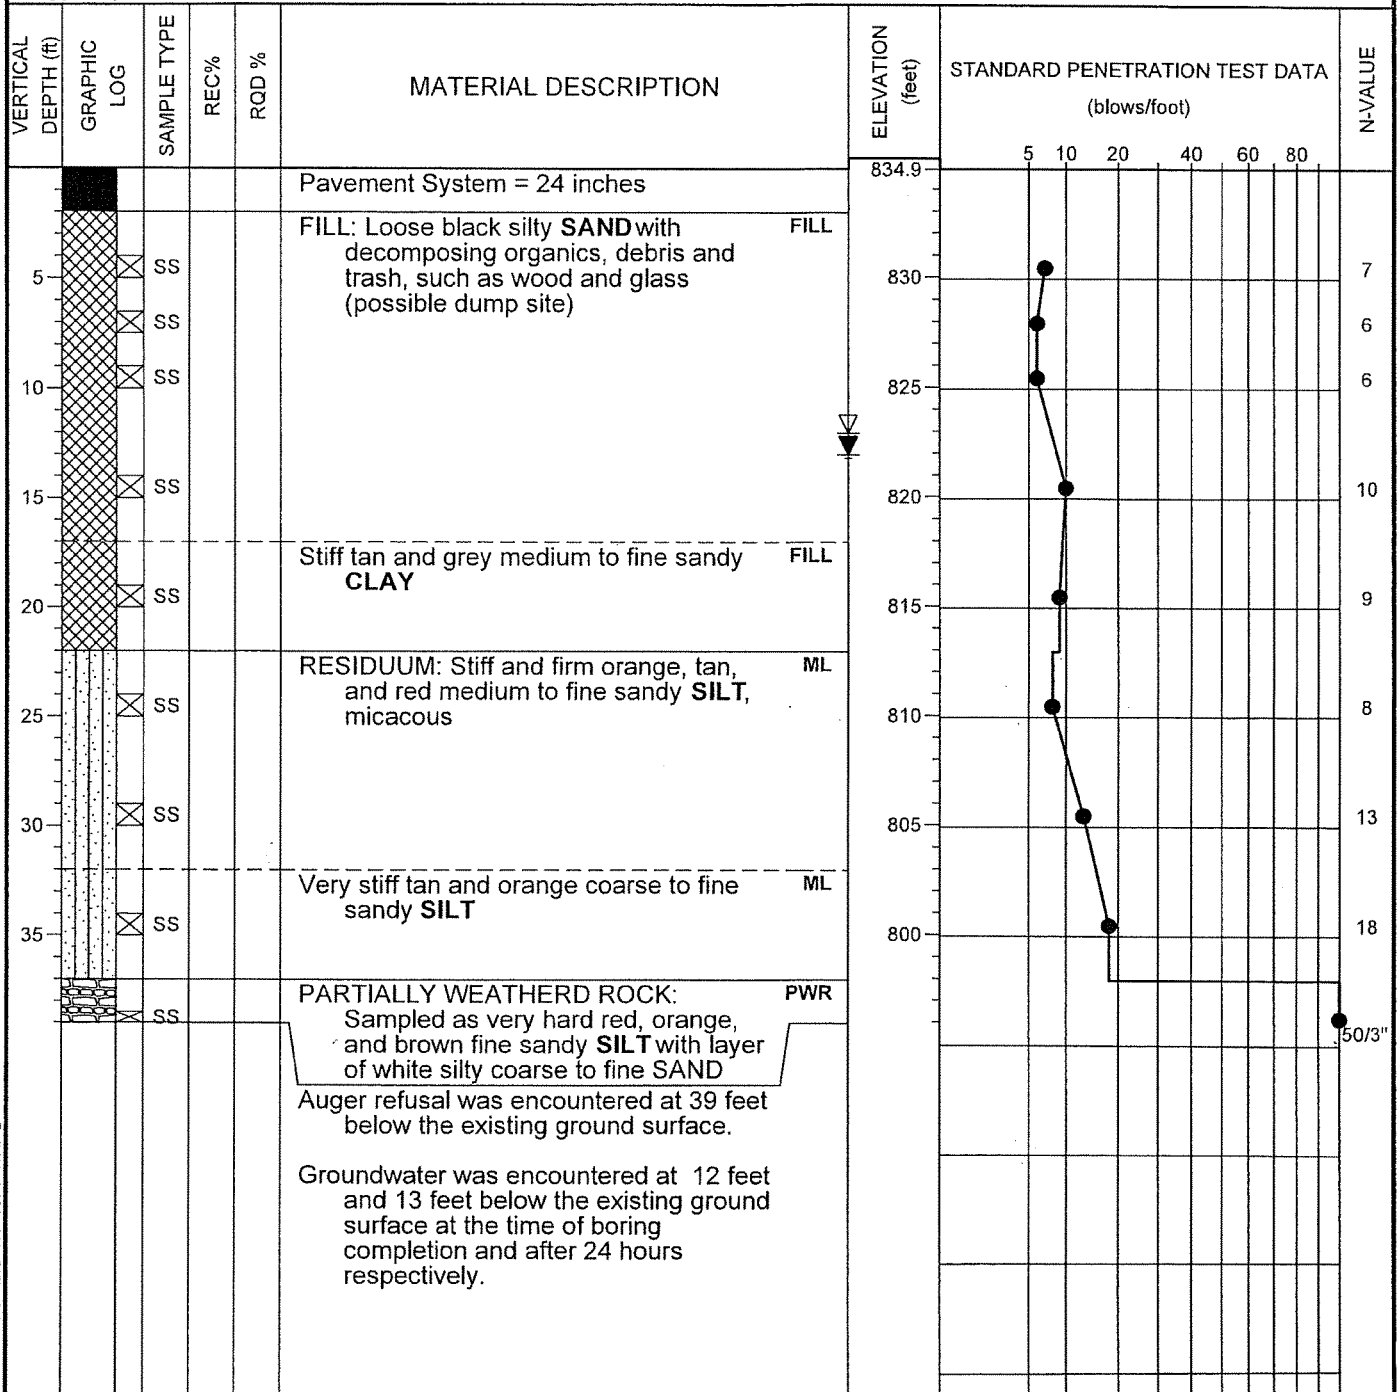 VERTICAL
DEPTH (ft)
GRAPHIC
LOG
SAMPLE TYPE
REC%
RQD %
MATERIAL DESCRIPTION
ELEVATION
(feet)
STANDARD PENETRATION TEST DATA
(blows/foot)
N-VALUE
5 10 20 40 60 80
834.9
Pavement System = 24 inches
FILL: Loose black silty SAND with FILL
decomposing organics, debris and
trash, such as wood and glass
(possible dump site)
SS
5 830 7
SS 6
SS
10 825 6
SS
15 820 10
Stiff tan and grey medium to fine sandy FILL
CLAY
SS
20 815 9
RESIDUUM: Stiff and firm orange, tan, ML
and red medium to fine sandy SILT,
micacous
SS
25 810 8
SS
30 805 13
Very stiff tan and orange coarse to fine ML
sandy SILT
SS
35 800 18
PARTIALLY WEATHERD ROCK: PWR
Sampled as very hard red, orange,
SS
and brown fine sandy SILT with layer
50/3"
of white silty coarse to fine SAND
Auger refusal was encountered at 39 feet
below the existing ground surface.
Groundwater was encountered at 12 feet
and 13 feet below the existing ground
surface at the time of boring
completion and after 24 hours
respectively.